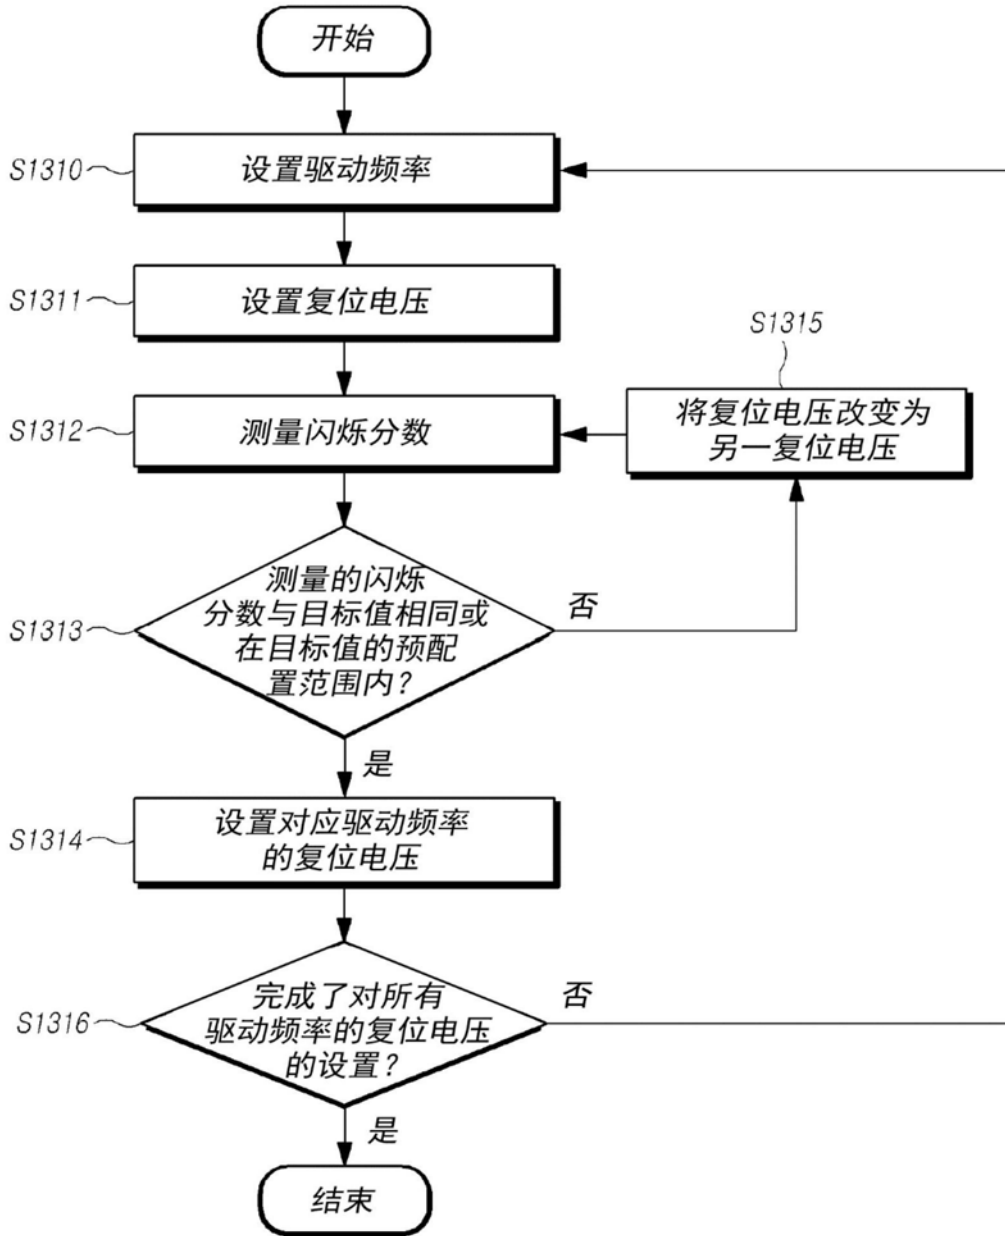 开始
S1310
设置驱动频率
S1311
设置复位电压
S1315
S1312
测量闪烁分数
将复位电压改变为
另一复位电压
S1313
测量的闪烁
分数与目标值相同或
在目标值的预配
置范围内？
否
是
S1314
设置对应驱动频率
的复位电压
S1316
完成了对所有
驱动频率的复位电压
的设置？
否
是
结束